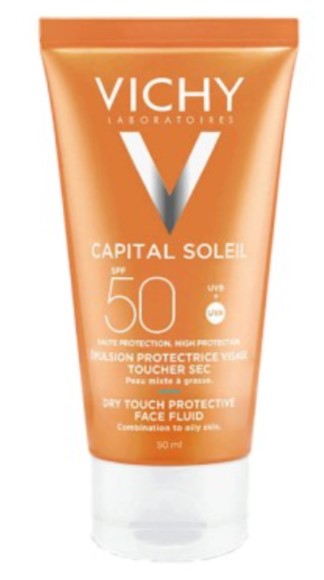 VICHY
LABORATOIRES
CAPITAL SOLEIL
SPF
50
UVB
+
UVA
HAUTE PROTECTION. HIGH PROTECTION
EMULSION PROTECTRICE VISAGE
TOUCHER SEC
Peau mixte à grasse.
DRY TOUCH PROTECTIVE
FACE FLUID
Combination to oily skin.
50 ml